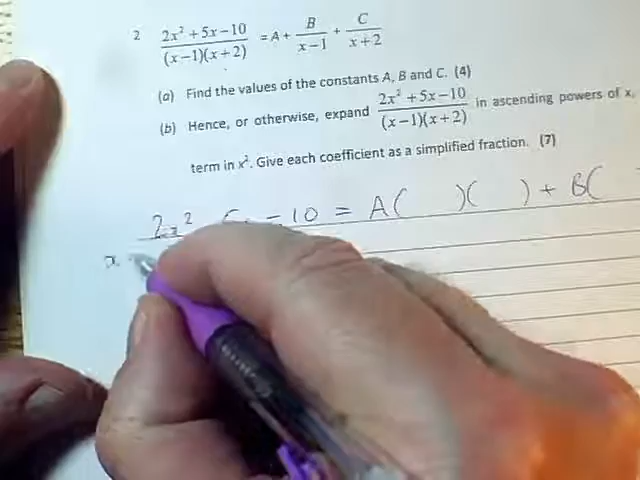 2 (2x² + 5x – 10)/((x – 1)(x + 2)) = A + B/(x – 1) + C/(x + 2)
(a) Find the values of the constants A, B and C. (4)
(b) Hence, or otherwise, expand (2x² + 5x – 10)/((x – 1)(x + 2)) in ascending powers of x,
term in x². Give each coefficient as a simplified fraction. (7)
2x² – 10 = A( )( ) + B(
x